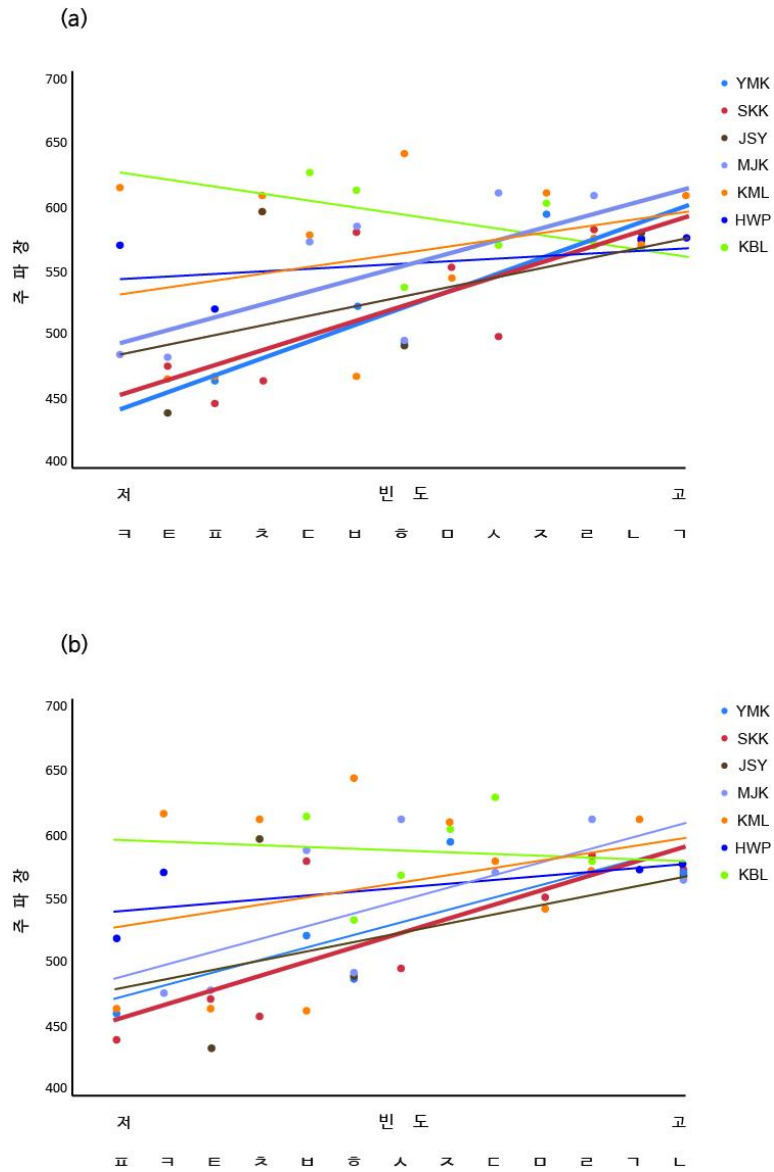 (a)
700
650
600
550
500
450
400
주파장
YMK
SKK
JSY
MJK
KML
HWP
KBL
저 빈 도 고
ㅋ ㅌ ㅍ ㅊ ㄷ ㅂ ㅎ ㅁ ㅅ ㅈ ㄹ ㄴ ㄱ
(b)
700
650
600
550
500
450
400
주파장
YMK
SKK
JSY
MJK
KML
HWP
KBL
저 빈 도 고
ㅍ ㅋ ㅌ ㅊ ㅂ ㅎ ㅅ ㅈ ㄷ ㅁ ㄹ ㄱ ㄴ